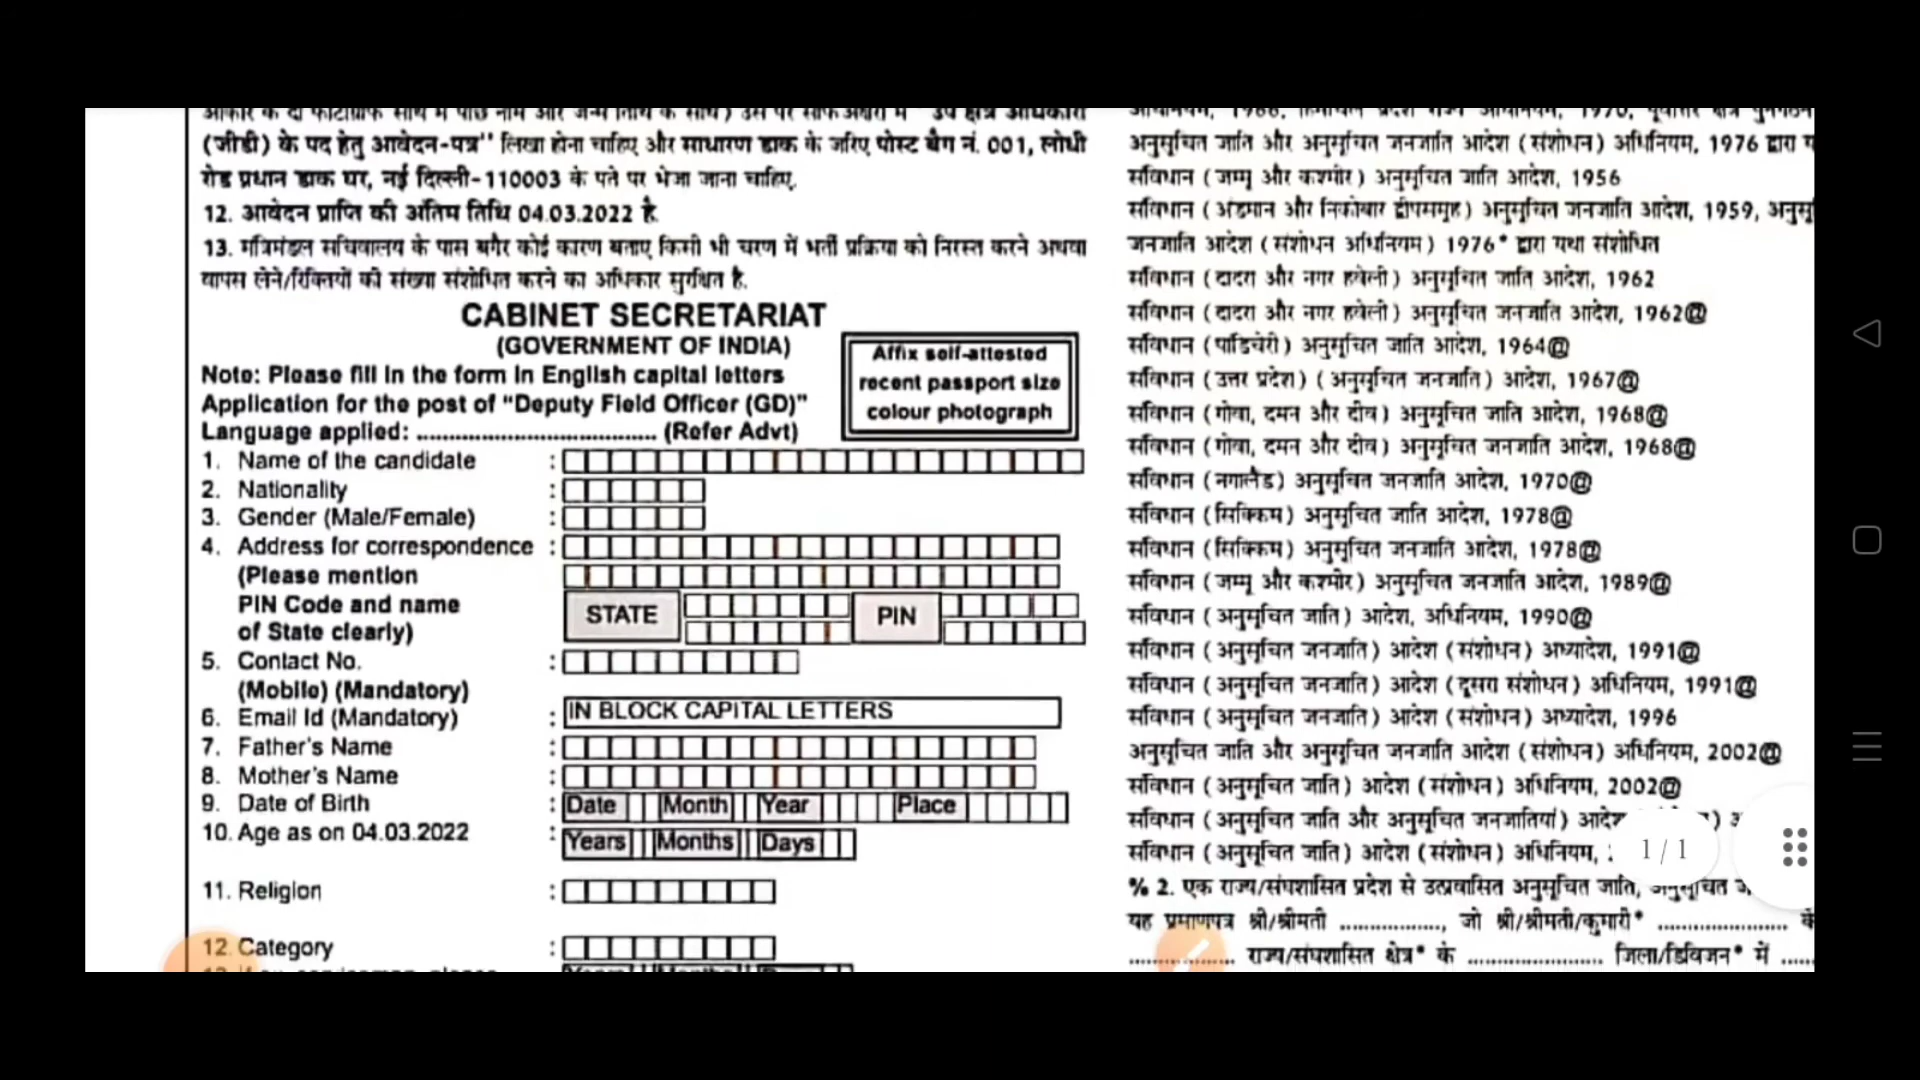 (जीडी) के पद हेतु आवेदन-पत्र'' लिखा होना चाहिए और साधारण डाक के जरिए पोस्ट बैग नं. 001, लोधी
रोड प्रधान डाक घर, नई दिल्ली-110003 के पते पर भेजा जाना चाहिए.
12. आवेदन प्राप्ति की अंतिम तिथि 04.03.2022 है.
13. मंत्रिमंडल सचिवालय के पास बगैर कोई कारण बताए किसी भी चरण में भर्ती प्रक्रिया को निरस्त करने अथवा
वापस लेने/रिक्तियों की संख्या संशोधित करने का अधिकार सुरक्षित है.
CABINET SECRETARIAT
(GOVERNMENT OF INDIA)
Affix self-attested
recent passport size
colour photograph
Note: Please fill in the form in English capital letters
Application for the post of "Deputy Field Officer (GD)"
Language applied: .................................... (Refer Advt)
1. Name of the candidate :
2. Nationality :
3. Gender (Male/Female) :
4. Address for correspondence :
(Please mention
PIN Code and name
of State clearly)
STATE PIN
5. Contact No. :
(Mobile) (Mandatory)
6. Email Id (Mandatory) : IN BLOCK CAPITAL LETTERS
7. Father's Name :
8. Mother's Name :
9. Date of Birth : Date Month Year Place
10. Age as on 04.03.2022 : Years Months Days
11. Religion :
12. Category :
अनुसूचित जाति और अनुसूचित जनजाति आदेश (संशोधन) अधिनियम, 1976 द्वारा
संविधान (जम्मू और कश्मीर) अनुसूचित जाति आदेश, 1956
संविधान (अंडमान और निकोबार द्वीपसमूह) अनुसूचित जनजाति आदेश, 1959,
जनजाति आदेश (संशोधन अधिनियम) 1976* द्वारा यथा संशोधित
संविधान (दादरा और नगर हवेली) अनुसूचित जाति आदेश, 1962
संविधान (दादरा और नगर हवेली) अनुसूचित जनजाति आदेश, 1962@
संविधान (पांडिचेरी) अनुसूचित जाति आदेश, 1964@
संविधान (उत्तर प्रदेश) (अनुसूचित जनजाति) आदेश, 1967@
संविधान (गोवा, दमन और दीव) अनुसूचित जाति आदेश, 1968@
संविधान (गोवा, दमन और दीव) अनुसूचित जनजाति आदेश, 1968@
संविधान (नगालैंड) अनुसूचित जनजाति आदेश, 1970@
संविधान (सिक्किम) अनुसूचित जाति आदेश, 1978@
संविधान (सिक्किम) अनुसूचित जनजाति आदेश, 1978@
संविधान (जम्मू और कश्मीर) अनुसूचित जनजाति आदेश, 1989@
संविधान (अनुसूचित जाति) आदेश, अधिनियम, 1990@
संविधान (अनुसूचित जनजाति) आदेश (संशोधन) अध्यादेश, 1991@
संविधान (अनुसूचित जनजाति) आदेश (दूसरा संशोधन) अधिनियम, 1991@
संविधान (अनुसूचित जनजाति) आदेश (संशोधन) अध्यादेश, 1996
अनुसूचित जाति और अनुसूचित जनजाति आदेश (संशोधन) अधिनियम, 2002@
संविधान (अनुसूचित जाति) आदेश (संशोधन) अधिनियम, 2002@
संविधान (अनुसूचित जाति और अनुसूचित जनजातियां)
संविधान (अनुसूचित जाति) आदेश (संशोधन) अधिनियम,
1 / 1
% 2. एक राज्य/संघशासित प्रदेश से उत्प्रवासित अनुसूचित जाति,
यह प्रमाणपत्र श्री/श्रीमती ................, जो श्री/श्रीमती/कुमारी* ....................
................ राज्य/संघशासित क्षेत्र* के ..................... जिला/डिविजन* में .....